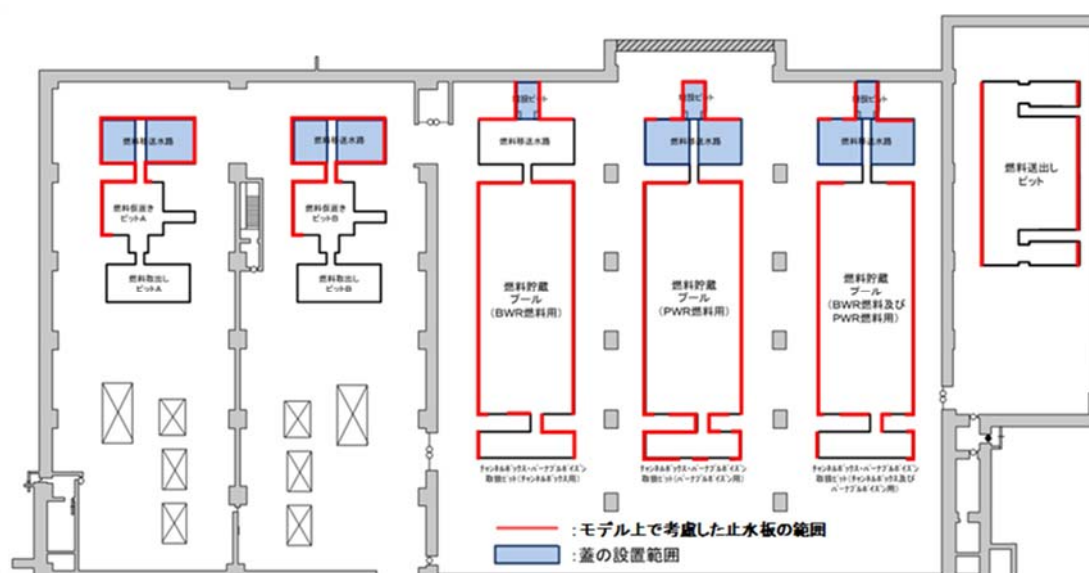 燃料移送水路
燃料移送水路
燃料移送水路
燃料移送水路
燃料移送水路
燃料仮置き
ピットA
燃料仮置き
ピットB
燃料送出し
ピット
燃料取出し
ピットA
燃料取出し
ピットB
燃料貯蔵
プール
(BWR燃料用)
燃料貯蔵
プール
(PWR燃料用)
燃料貯蔵
プール
(BWR燃料及び
PWR燃料用)
チャンネルボックス・バーナブルポイズン
取扱ピット(チャンネルボックス用)
チャンネルボックス・バーナブルポイズン
取扱ピット(バーナブルポイズン用)
チャンネルボックス・バーナブルポイズン
取扱ピット(チャンネルボックス及び
バーナブルポイズン用)
:モデル上で考慮した止水板の範囲
:蓋の設置範囲